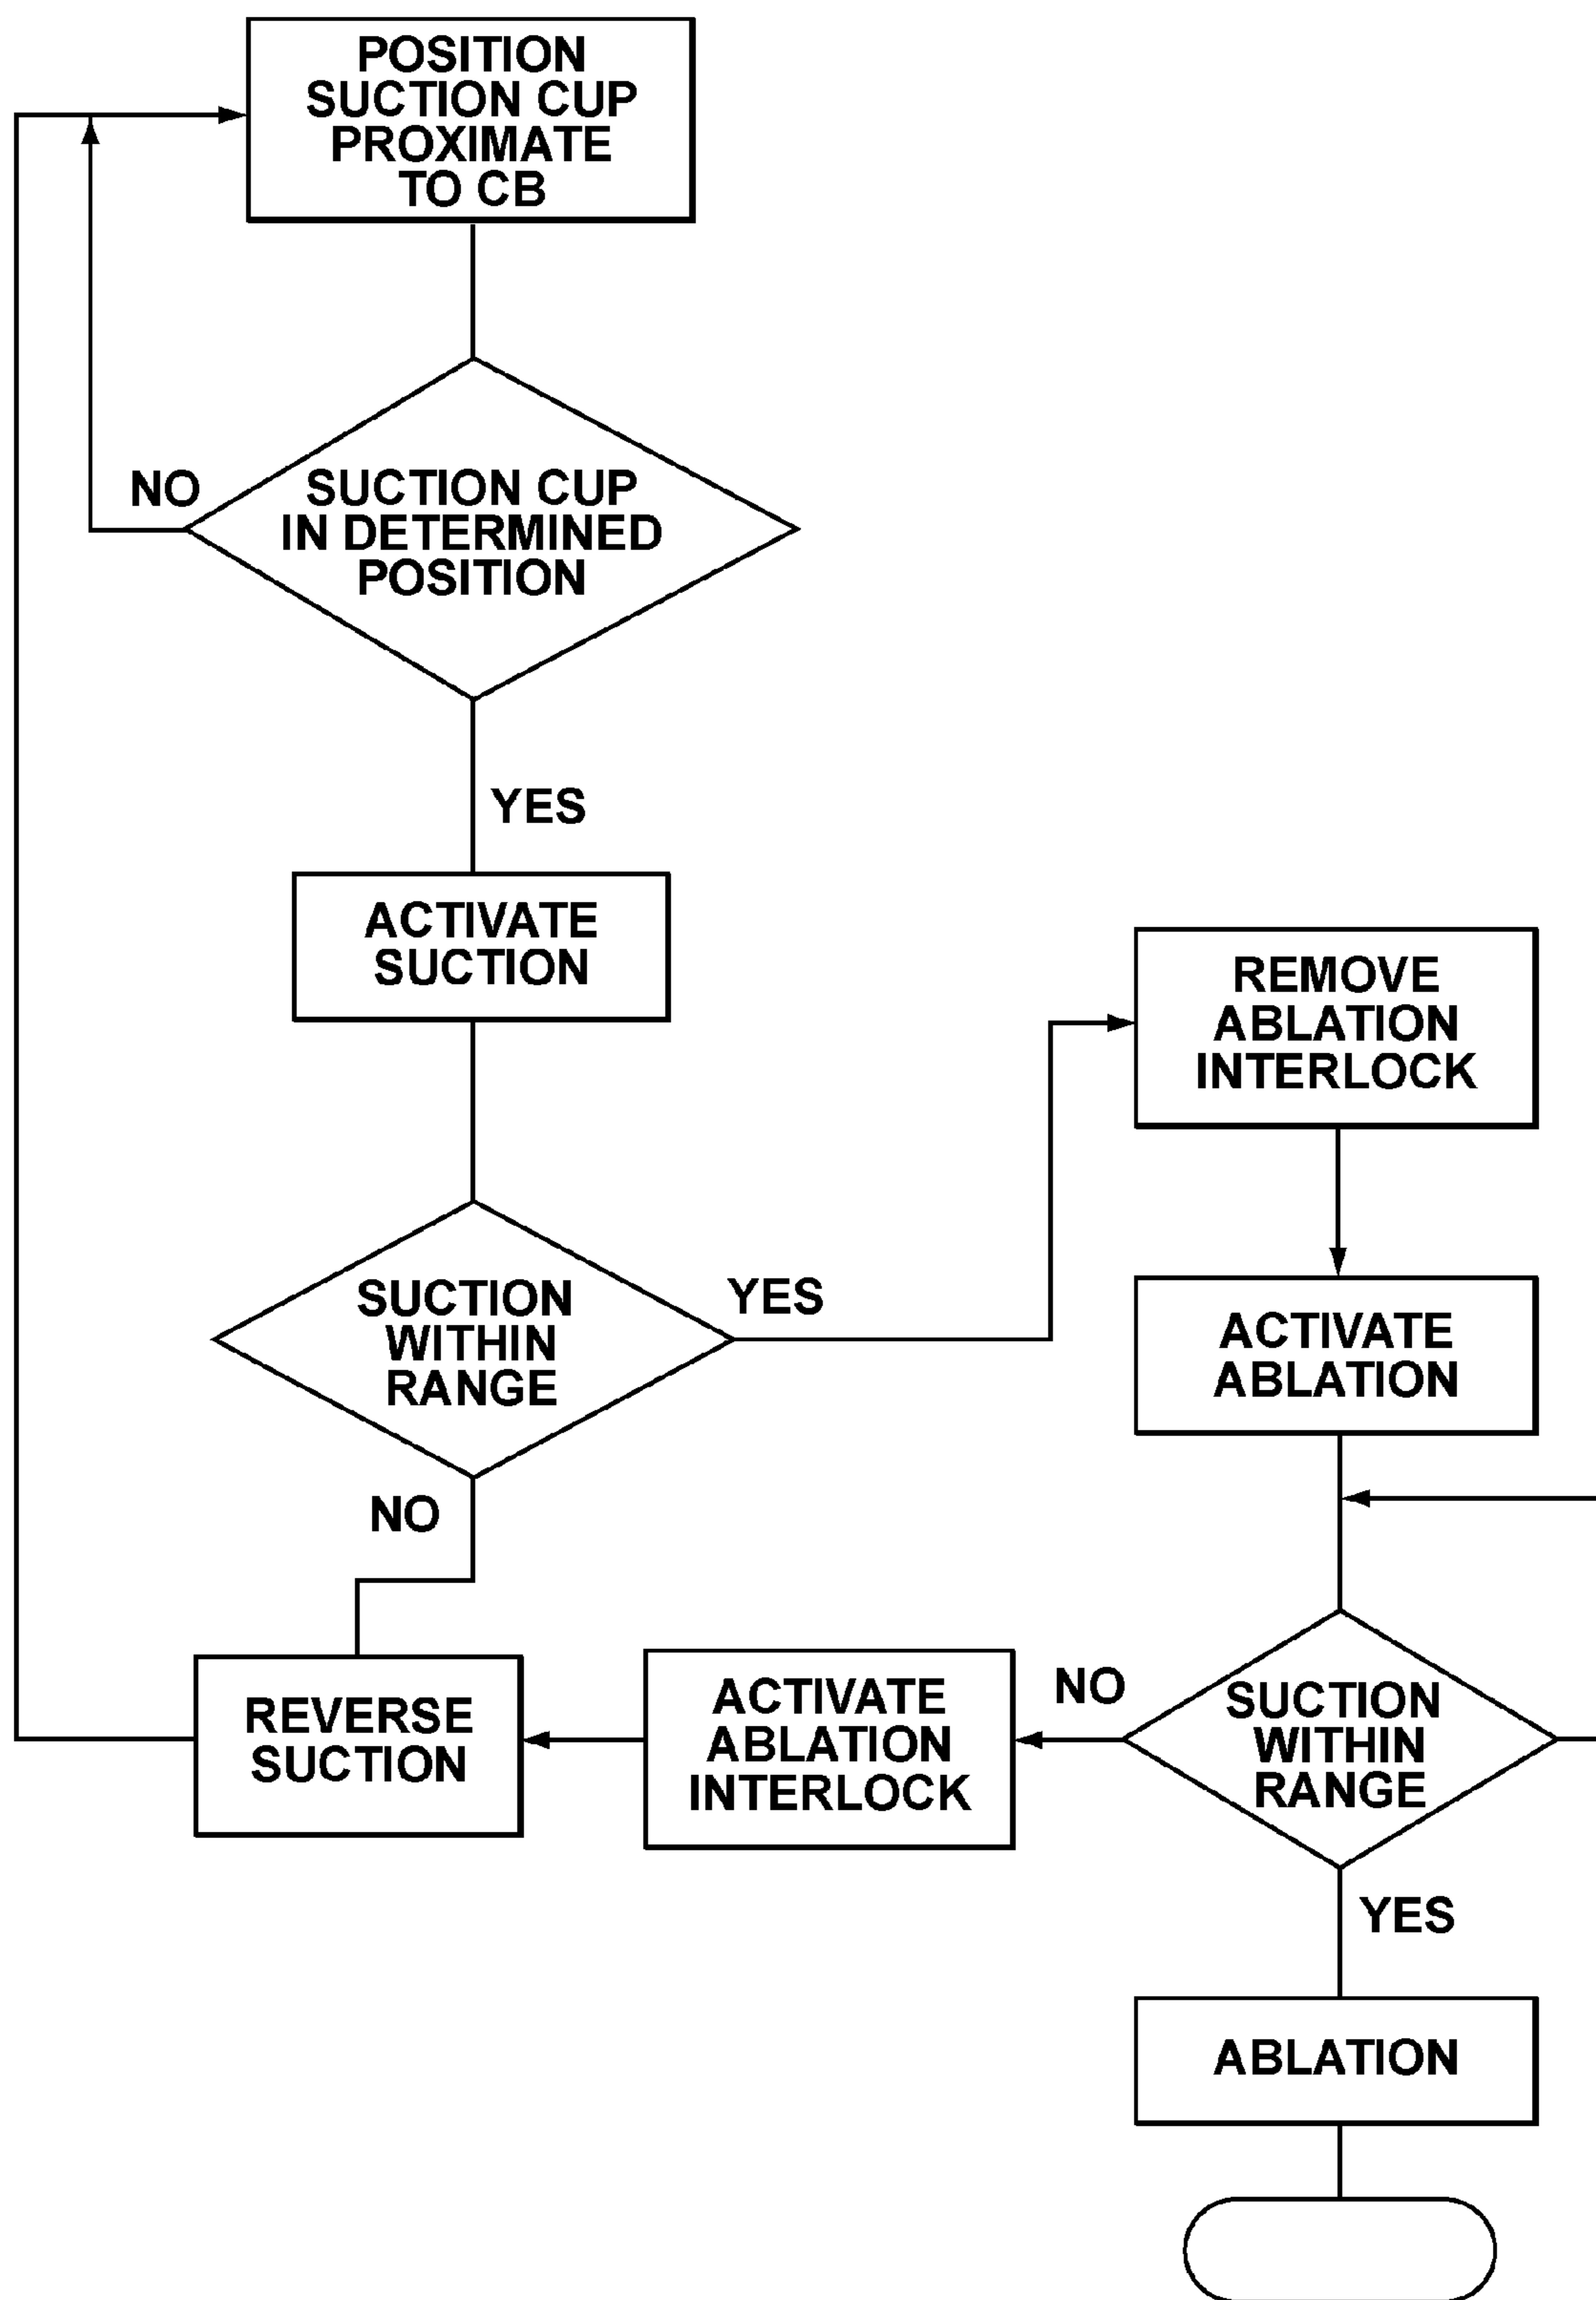 POSITION
SUCTION CUP
PROXIMATE
TO CB
NO
SUCTION CUP
IN DETERMINED
POSITION
YES
ACTIVATE
SUCTION
REMOVE
ABLATION
INTERLOCK
SUCTION
WITHIN
RANGE
YES
ACTIVATE
ABLATION
NO
REVERSE
SUCTION
ACTIVATE
ABLATION
INTERLOCK
NO
SUCTION
WITHIN
RANGE
YES
ABLATION